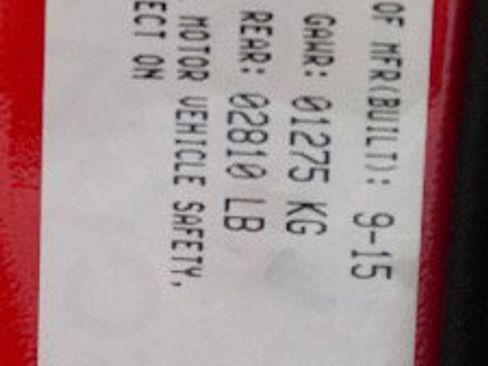 OF MFR(BUILT): 9-15
GAWR: 01275 KG
REAR: 02810 LB
MOTOR VEHICLE SAFETY,
ECT ON